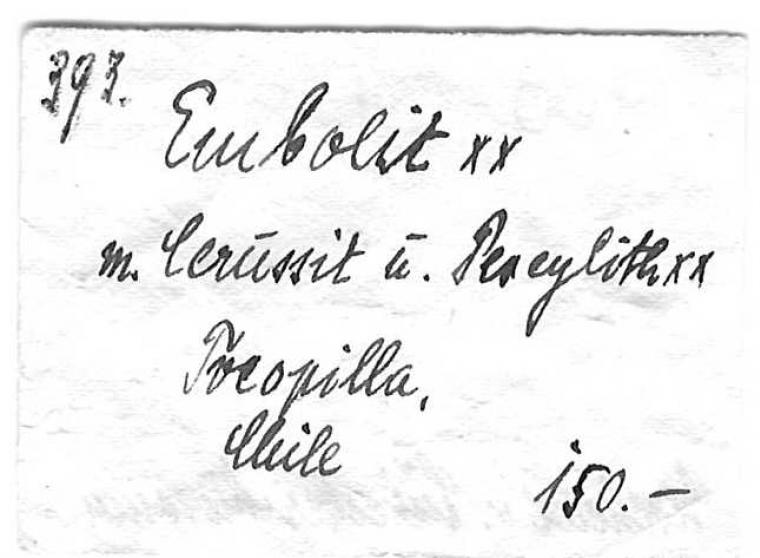 393.
Embolit xx
m. Cerussit u. Percylith xx
Tocopilla,
Chile
150.-